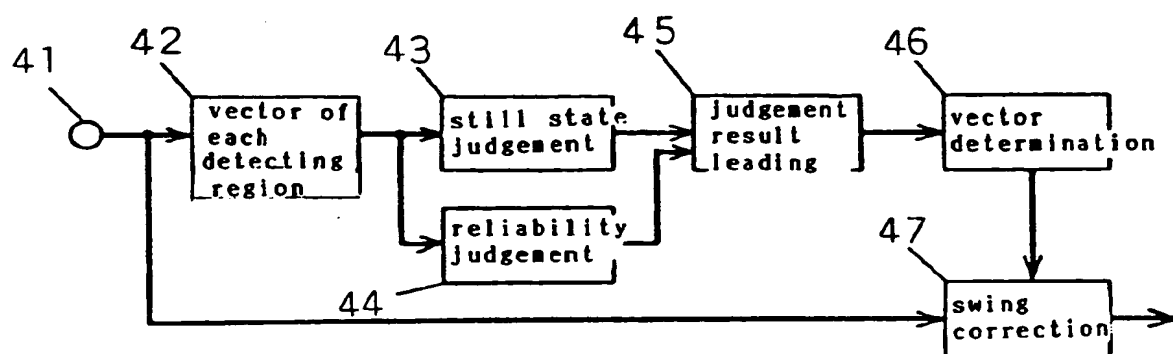 41
42
43
45
46
vector of
each
detecting
region
still state
judgement
judgement
result
leading
vector
determination
reliability
judgement
44
47
swing
correction